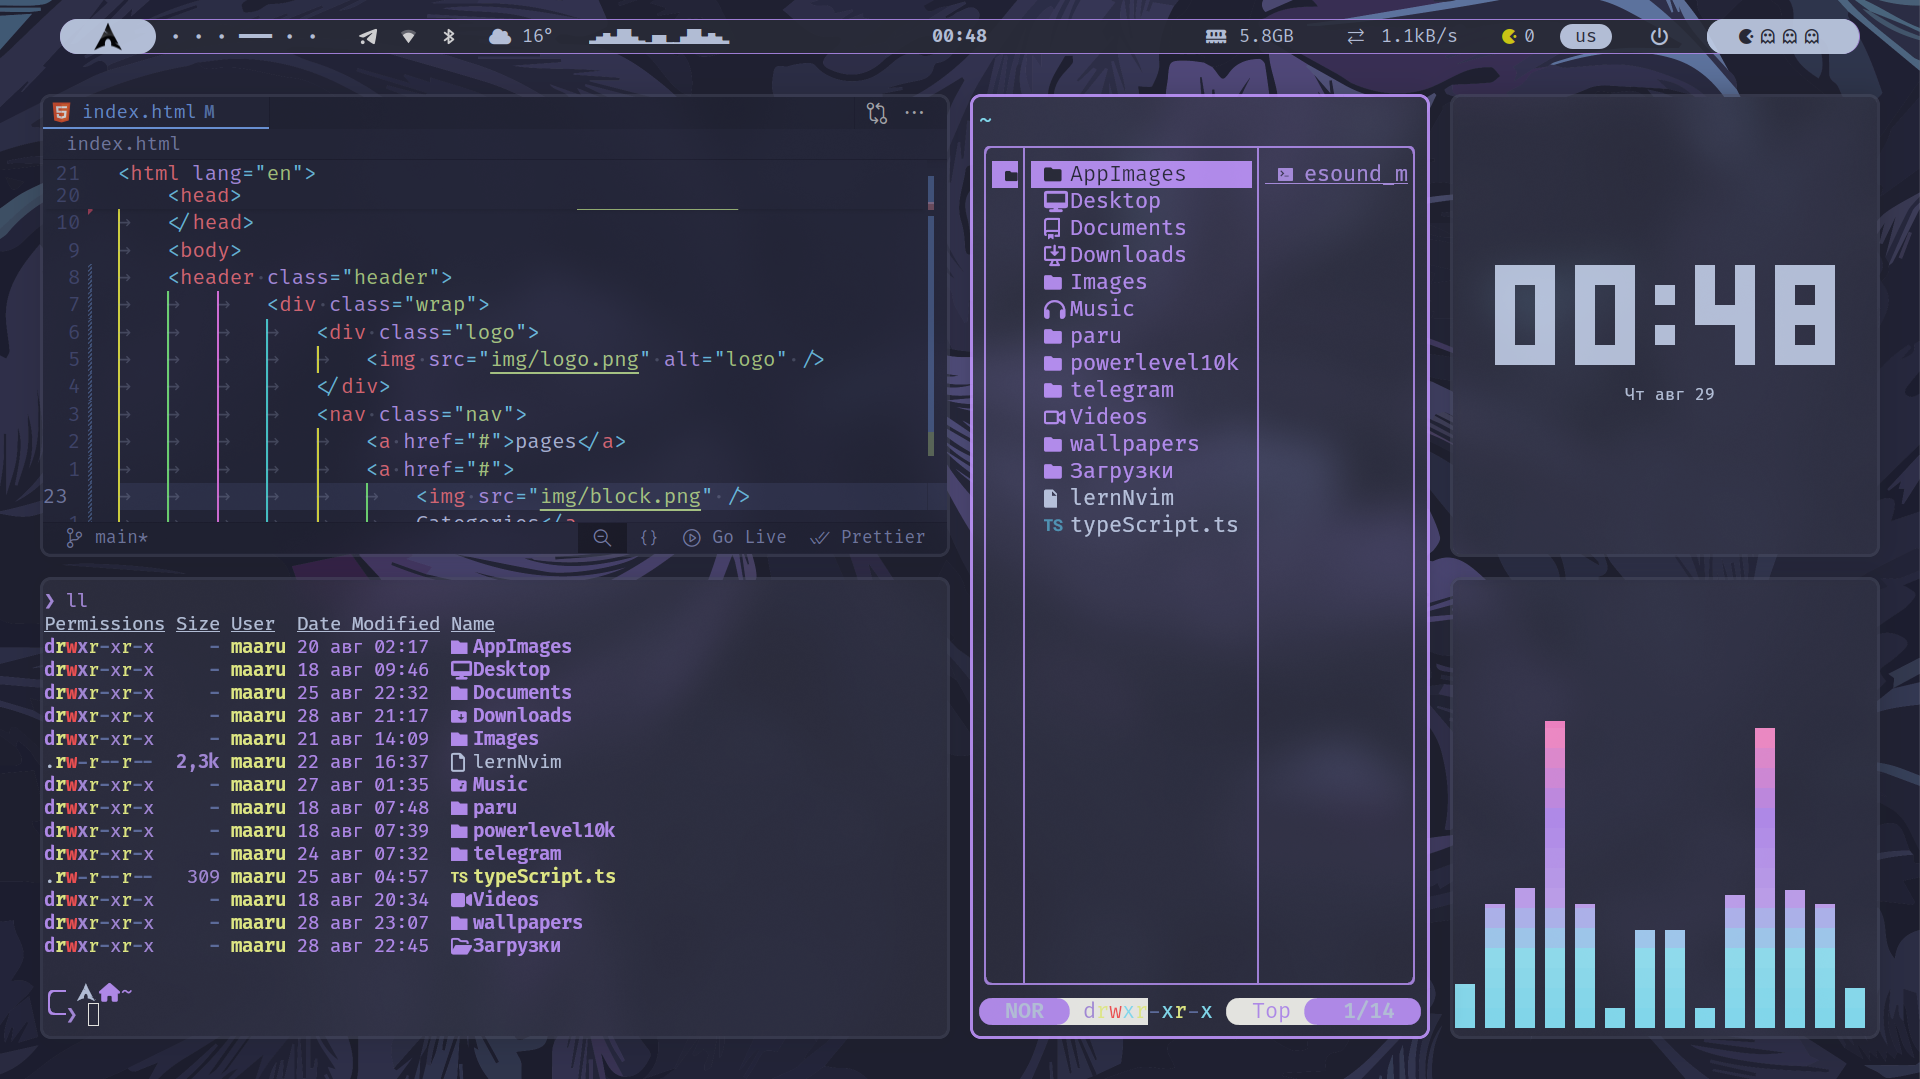 16°
00:48
5.8GB
1.1kB/s
0
us
index.html M
index.html
21 <html lang="en">
20 <head>
10 </head>
9 <body>
8 <header class="header">
7 <div class="wrap">
6 <div class="logo">
5 <img src="img/logo.png" alt="logo" />
4 </div>
3 <nav class="nav">
2 <a href="#">pages</a>
1 <a href="#">
23 <img src="img/block.png" />
1 Categories</a
main*
{}
Go Live
Prettier
❯ ll
Permissions Size User Date Modified Name
drwxr-xr-x - maaru 20 авг 02:17 AppImages
drwxr-xr-x - maaru 18 авг 09:46 Desktop
drwxr-xr-x - maaru 25 авг 22:32 Documents
drwxr-xr-x - maaru 28 авг 21:17 Downloads
drwxr-xr-x - maaru 21 авг 14:09 Images
.rw-r--r-- 2,3k maaru 22 авг 16:37 lernNvim
drwxr-xr-x - maaru 27 авг 01:35 Music
drwxr-xr-x - maaru 18 авг 07:48 paru
drwxr-xr-x - maaru 18 авг 07:39 powerlevel10k
drwxr-xr-x - maaru 24 авг 07:32 telegram
.rw-r--r-- 309 maaru 25 авг 04:57 TS typeScript.ts
drwxr-xr-x - maaru 18 авг 20:34 Videos
drwxr-xr-x - maaru 28 авг 23:07 wallpapers
drwxr-xr-x - maaru 28 авг 22:45 Загрузки
~
❯
~
AppImages
Desktop
Documents
Downloads
Images
Music
paru
powerlevel10k
telegram
Videos
wallpapers
Загрузки
lernNvim
TS typeScript.ts
esound_m
NOR drwxr-xr-x Top 1/14
00:48
Чт авг 29